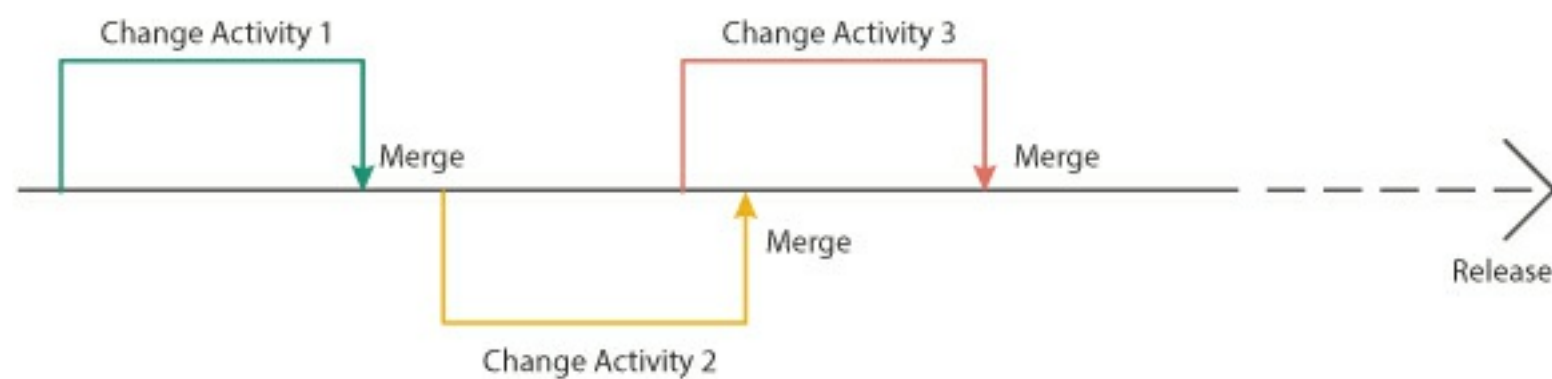 Change Activity 1
Change Activity 3
Merge
Merge
Merge
Release
Change Activity 2